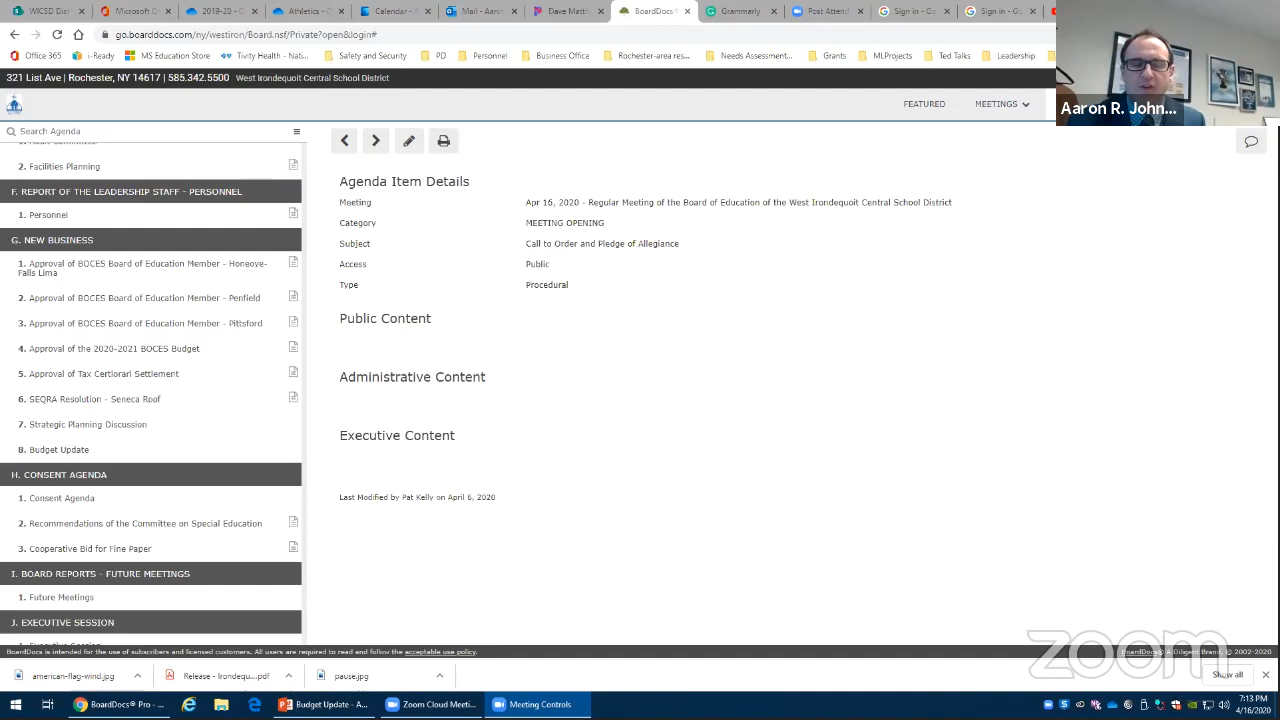 WICSD Di
Microsoft O
2019-20 - C
Athletics - C
Calendar - A
Mail - Aaro
Dave Matth
BoardDocs
Grammarly
Post Attend
Sign in - Go
Sign in - Go
go.boarddocs.com/ny/westiron/Board.nsf/Private?open&login#
Office 365
i-Ready
MS Education Store
Tivity Health - Nati...
Safety and Security
PD
Personnel
Business Office
Rochester-area res...
Needs Assessment...
Grants
MLProjects
Ted Talks
Leadership
321 List Ave | Rochester, NY 14617 | 585.342.5500 West Irondequoit Central School District
Aaron R. John...
FEATURED
MEETINGS
Search Agenda
2. Facilities Planning
F. REPORT OF THE LEADERSHIP STAFF - PERSONNEL
1. Personnel
G. NEW BUSINESS
1. Approval of BOCES Board of Education Member - Honeoye-
Falls Lima
2. Approval of BOCES Board of Education Member - Penfield
3. Approval of BOCES Board of Education Member - Pittsford
4. Approval of the 2020-2021 BOCES Budget
5. Approval of Tax Certiorari Settlement
6. SEQRA Resolution - Seneca Roof
7. Strategic Planning Discussion
8. Budget Update
H. CONSENT AGENDA
1. Consent Agenda
2. Recommendations of the Committee on Special Education
3. Cooperative Bid for Fine Paper
I. BOARD REPORTS - FUTURE MEETINGS
1. Future Meetings
J. EXECUTIVE SESSION
Agenda Item Details
Meeting Apr 16, 2020 - Regular Meeting of the Board of Education of the West Irondequoit Central School District
Category MEETING OPENING
Subject Call to Order and Pledge of Allegiance
Access Public
Type Procedural
Public Content
Administrative Content
Executive Content
Last Modified by Pat Kelly on April 6, 2020
zoom
BoardDocs is intended for the use of subscribers and licensed customers. All users are required to read and follow the acceptable use policy.
BoardDocs® A Diligent Brand, © 2002-2020
american-flag-wind.jpg
Release - Irondequ....pdf
pause.jpg
Show all
BoardDocs® Pro - ...
Budget Update - A...
Zoom Cloud Meeti...
Meeting Controls
7:13 PM
4/16/2020